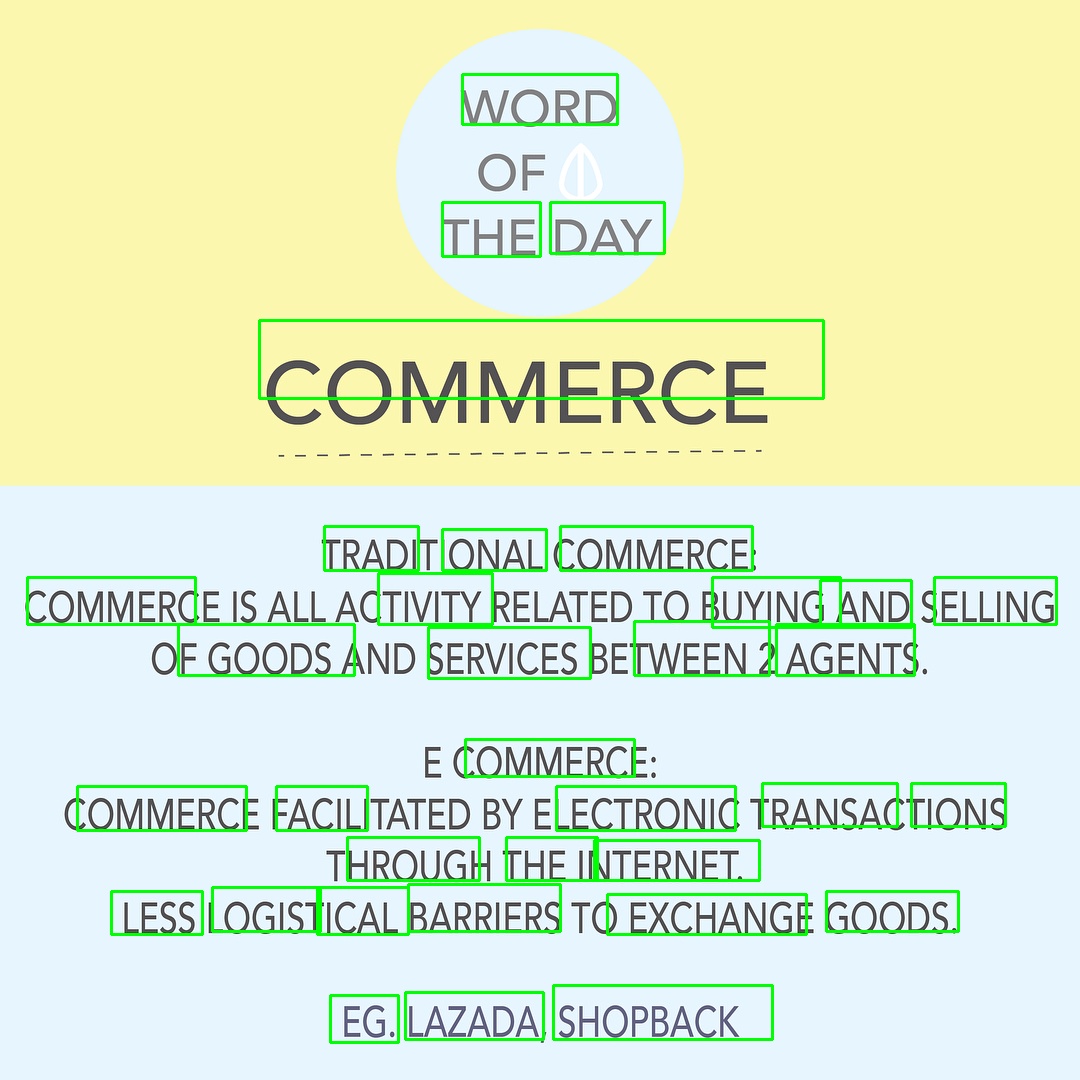 WORD
OF
THE DAY
COMMERCE
TRADITIONAL COMMERCE:
COMMERCE IS ALL ACTIVITY RELATED TO BUYING AND SELLING
OF GOODS AND SERVICES BETWEEN 2 AGENTS.
E COMMERCE:
COMMERCE FACILITATED BY ELECTRONIC TRANSACTIONS
THROUGH THE INTERNET.
LESS LOGISTICAL BARRIERS TO EXCHANGE GOODS.
EG. LAZADA, SHOPBACK